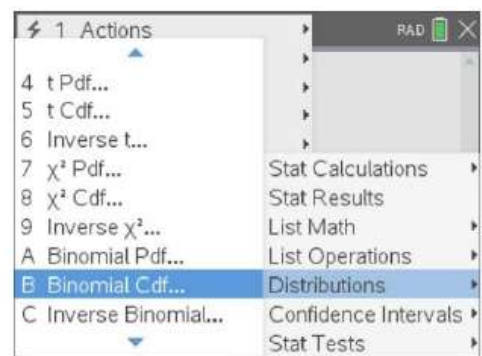 1 Actions
RAD
4 t Pdf...
5 t Cdf...
6 Inverse t...
7 χ² Pdf...
8 χ² Cdf...
9 Inverse χ²...
A Binomial Pdf...
B Binomial Cdf...
C Inverse Binomial...
Stat Calculations
Stat Results
List Math
List Operations
Distributions
Confidence Intervals
Stat Tests